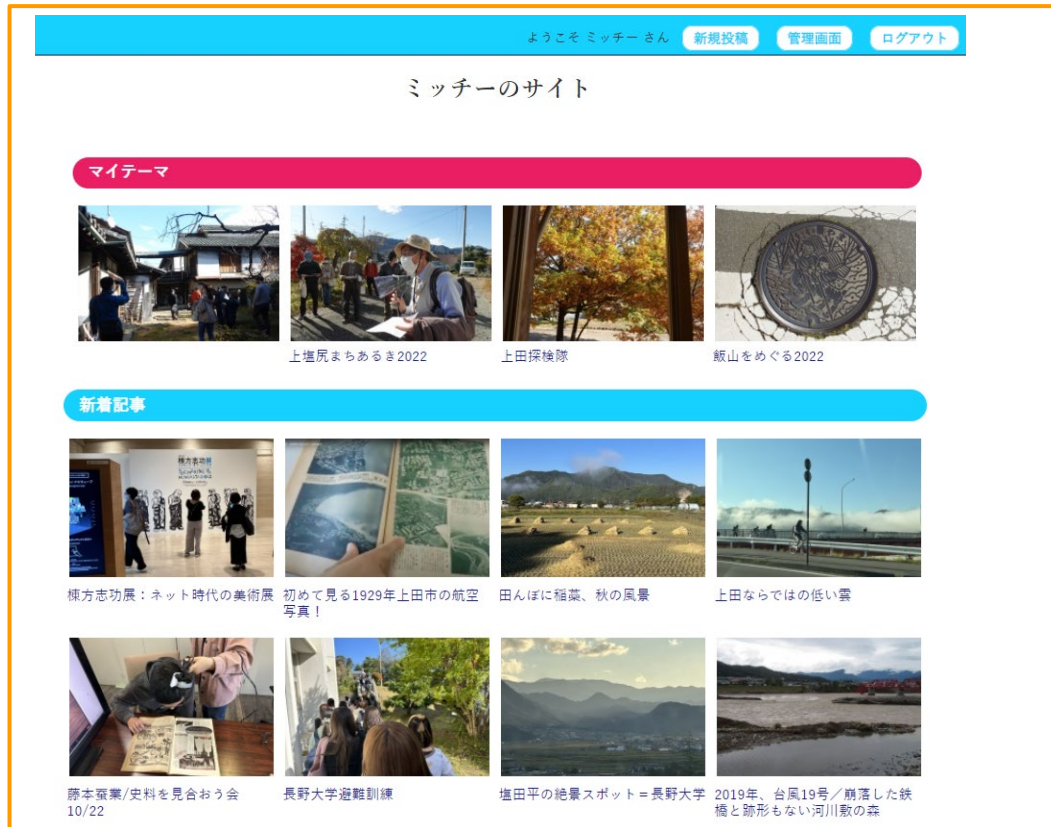 ようこそ ミッチー さん 新規投稿 管理画面 ログアウト
ミッチーのサイト
マイテーマ
上塩尻まちあるき2022
上田探検隊
飯山をめぐる2022
新着記事
棟方志功展
棟方志功展：ネット時代の美術展
初めて見る1929年上田市の航空
写真！
田んぼに稲藁、秋の風景
上田ならではの低い雲
藤本蚕業/史料を見合おう会
10/22
長野大学避難訓練
塩田平の絶景スポット＝長野大学
2019年、台風19号／崩落した鉄
橋と跡形もない河川敷の森